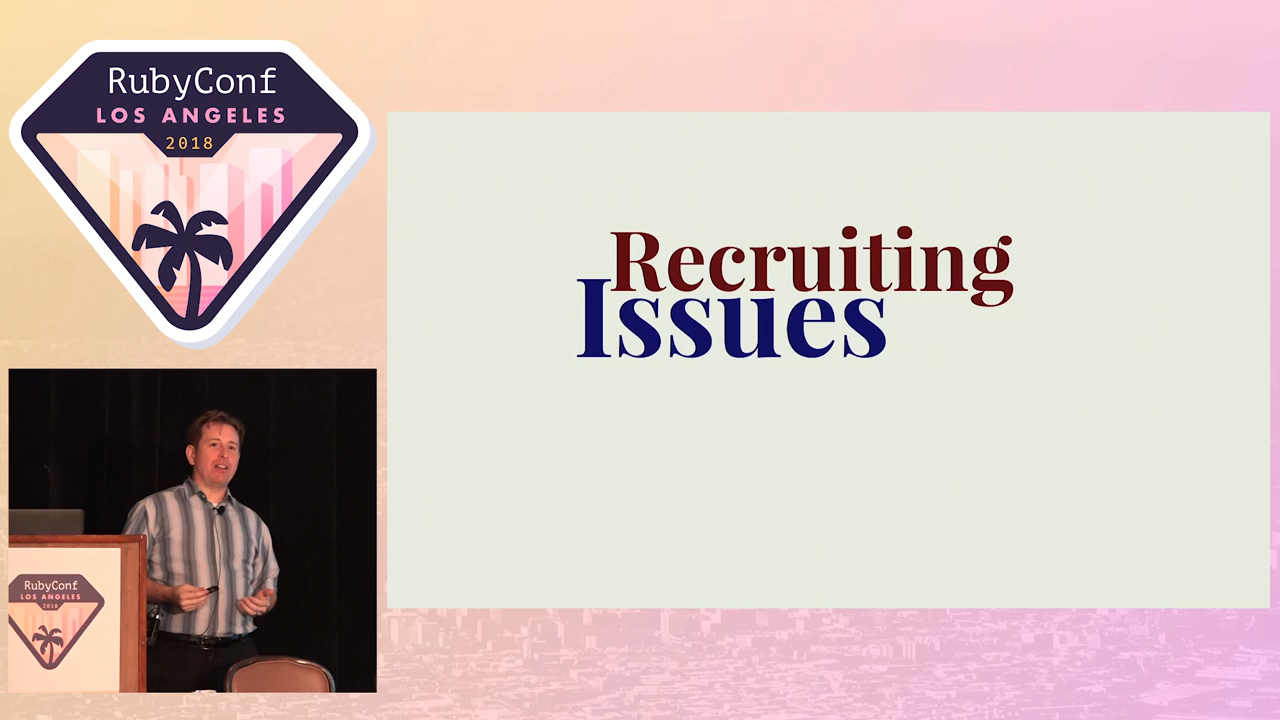 RubyConf
LOS ANGELES
2018
Recruiting
Issues
RubyConf
LOS ANGELES
2018